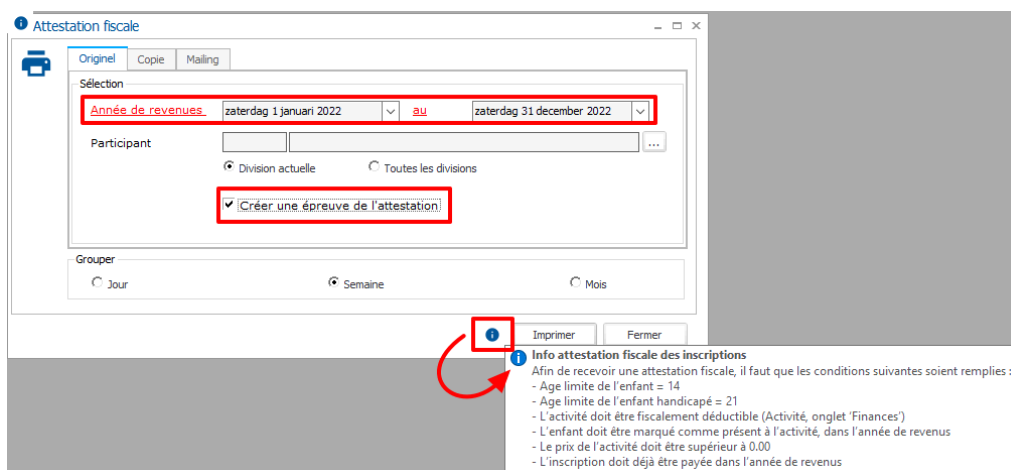 Attestation fiscale
Originel Copie Mailing
Sélection
Année de revenues zaterdag 1 januari 2022 au zaterdag 31 december 2022
Participant ...
Division actuelle Toutes les divisions
Créer une épreuve de l'attestation
Grouper
Jour Semaine Mois
Imprimer Fermer
Info attestation fiscale des inscriptions
Afin de recevoir une attestation fiscale, il faut que les conditions suivantes soient remplies :
- Age limite de l'enfant = 14
- Age limite de l'enfant handicapé = 21
- L'activité doit être fiscalement déductible (Activité, onglet 'Finances')
- L'enfant doit être marqué comme présent à l'activité, dans l'année de revenus
- Le prix de l'activité doit être supérieur à 0.00
- L'inscription doit déjà être payée dans l'année de revenus